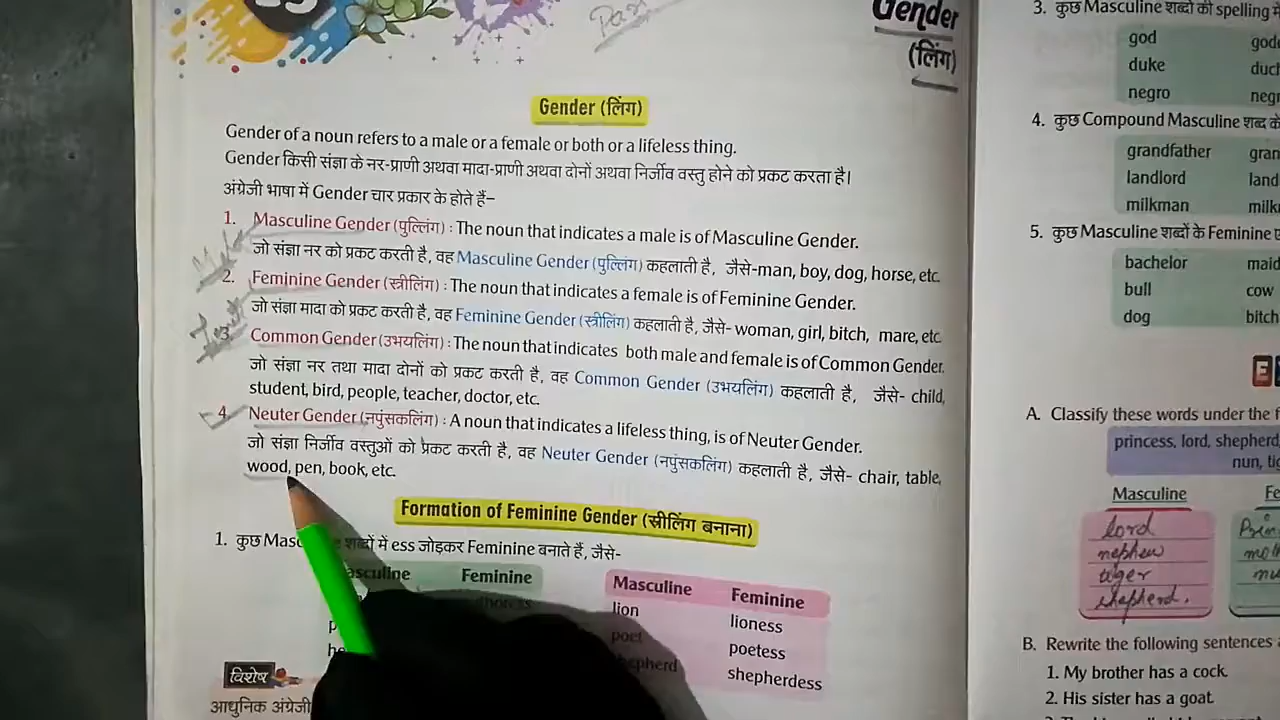 Gender
(लिंग)
Gender (लिंग)
Gender of a noun refers to a male or a female or both or a lifeless thing.
Gender किसी संज्ञा के नर-प्राणी अथवा मादा-प्राणी अथवा दोनों अथवा निर्जीव वस्तु होने को प्रकट करता है।
अंग्रेजी भाषा में Gender चार प्रकार के होते हैं–
1. Masculine Gender (पुल्लिंग) : The noun that indicates a male is of Masculine Gender.
जो संज्ञा नर को प्रकट करती है, वह Masculine Gender (पुल्लिंग) कहलाती है, जैसे-man, boy, dog, horse, etc.
2. Feminine Gender (स्त्रीलिंग) : The noun that indicates a female is of Feminine Gender.
जो संज्ञा मादा को प्रकट करती है, वह Feminine Gender (स्त्रीलिंग) कहलाती है, जैसे- woman, girl, bitch, mare, etc.
3. Common Gender (उभयलिंग) : The noun that indicates both male and female is of Common Gender.
जो संज्ञा नर तथा मादा दोनों को प्रकट करती है, वह Common Gender (उभयलिंग) कहलाती है, जैसे- child,
student, bird, people, teacher, doctor, etc.
4. Neuter Gender (नपुंसकलिंग) : A noun that indicates a lifeless thing, is of Neuter Gender.
जो संज्ञा निर्जीव वस्तुओं को प्रकट करती है, वह Neuter Gender (नपुंसकलिंग) कहलाती है, जैसे- chair, table,
wood, pen, book, etc.
Formation of Feminine Gender (स्त्रीलिंग बनाना)
1. कुछ शब्दों में ess जोड़कर Feminine बनाते हैं, जैसे-
Feminine
Masculine Feminine
lion lioness
poet poetess
shepherdess
विशेष
आधुनिक अंग्रेजी
3. कुछ Masculine शब्दों की spelling में
god
duke
negro
4. कुछ Compound Masculine शब्द के
grandfather
landlord
milkman
5. कुछ Masculine शब्दों के Feminine
bachelor maid
bull cow
dog bitch
A. Classify these words under the
princess, lord, shepherd,
nun,
Masculine
lord
nephew
tiger
shepherd.
B. Rewrite the following sentences
1. My brother has a cock.
2. His sister has a goat.